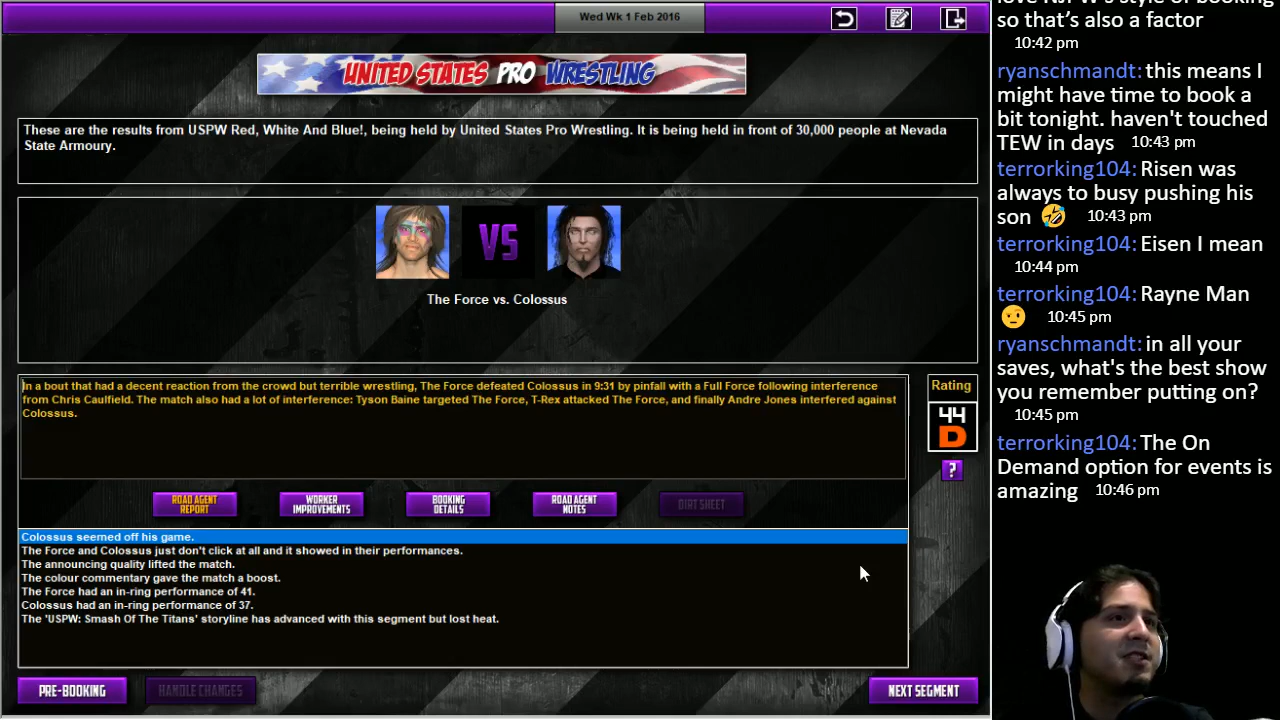 Wed Wk 1 Feb 2016
UNITED STATES PRO WRESTLING
These are the results from USPW Red, White And Blue!, being held by United States Pro Wrestling. It is being held in front of 30,000 people at Nevada
State Armoury.
VS
The Force vs. Colossus
In a bout that had a decent reaction from the crowd but terrible wrestling, The Force defeated Colossus in 9:31 by pinfall with a Full Force following interference
from Chris Caulfield. The match also had a lot of interference: Tyson Baine targeted The Force, T-Rex attacked The Force, and finally Andre Jones interfered against
Colossus.
Rating
44
D
?
ROAD AGENT
REPORT
WORKER
IMPROVEMENTS
BOOKING
DETAILS
ROAD AGENT
NOTES
DIRT SHEET
Colossus seemed off his game.
The Force and Colossus just don't click at all and it showed in their performances.
The announcing quality lifted the match.
The colour commentary gave the match a boost.
The Force had an in-ring performance of 41.
Colossus had an in-ring performance of 37.
The 'USPW: Smash Of The Titans' storyline has advanced with this segment but lost heat.
PRE-BOOKING
HANDLE CHANGES
NEXT SEGMENT
love NJPW's style of booking
so that's also a factor
10:42 pm
ryanschmandt: this means I
might have time to book a
bit tonight. haven't touched
TEW in days 10:43 pm
terrorking104: Risen was
always to busy pushing his
son 🤣 10:43 pm
terrorking104: Eisen I mean
10:44 pm
terrorking104: Rayne Man
🤨 10:45 pm
ryanschmandt: in all your
saves, what's the best show
you remember putting on?
10:45 pm
terrorking104: The On
Demand option for events is
amazing 10:46 pm